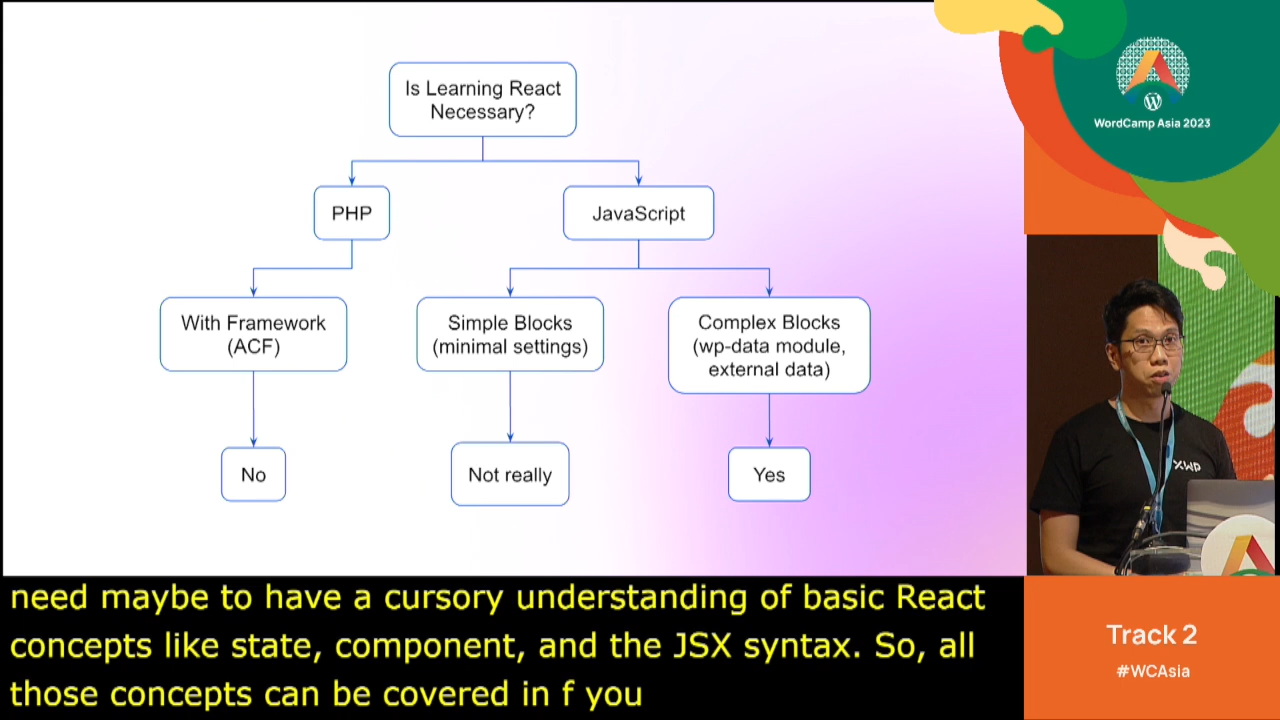 Is Learning React
Necessary?
PHP
JavaScript
With Framework
(ACF)
Simple Blocks
(minimal settings)
Complex Blocks
(wp-data module,
external data)
No
Not really
Yes
WordCamp Asia 2023
XWP
need maybe to have a cursory understanding of basic React
concepts like state, component, and the JSX syntax. So, all
those concepts can be covered in f you
Track 2
#WCAsia